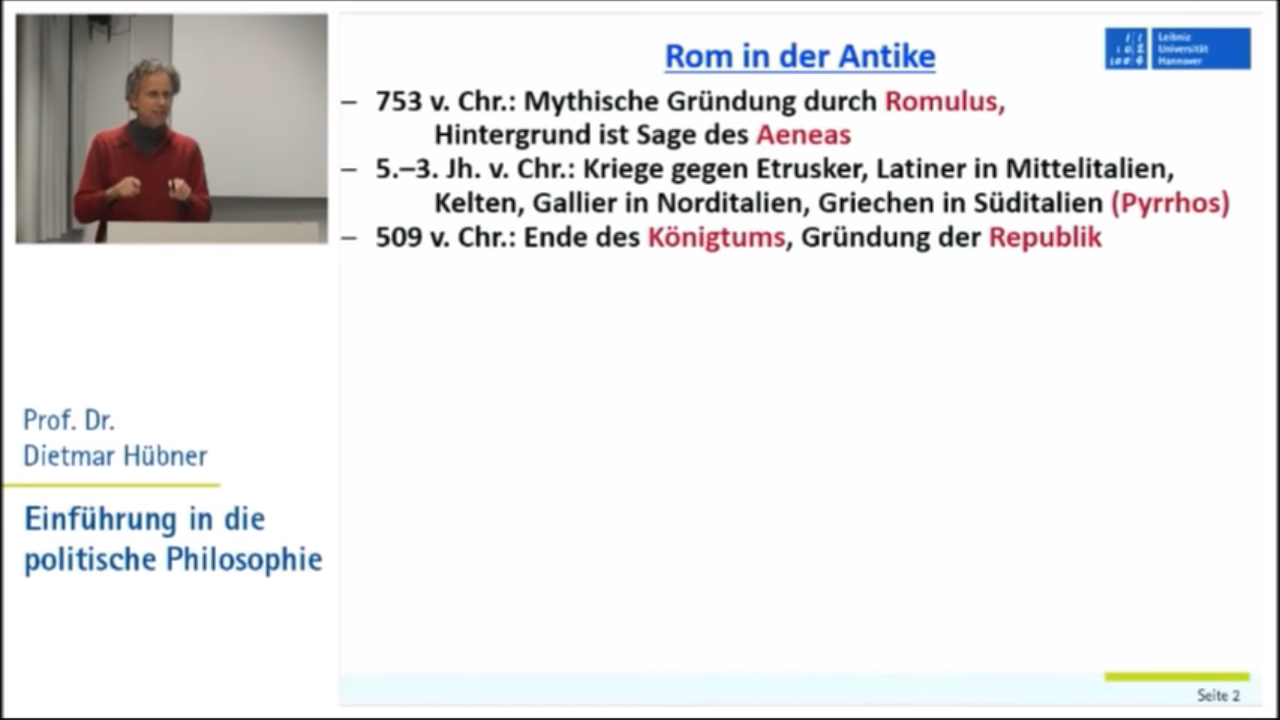 Rom in der Antike
– 753 v. Chr.: Mythische Gründung durch Romulus,
Hintergrund ist Sage des Aeneas
– 5.–3. Jh. v. Chr.: Kriege gegen Etrusker, Latiner in Mittelitalien,
Kelten, Gallier in Norditalien, Griechen in Süditalien (Pyrrhos)
– 509 v. Chr.: Ende des Königtums, Gründung der Republik
Leibniz
Universität
Hannover
Prof. Dr.
Dietmar Hübner
Einführung in die
politische Philosophie
Seite 2